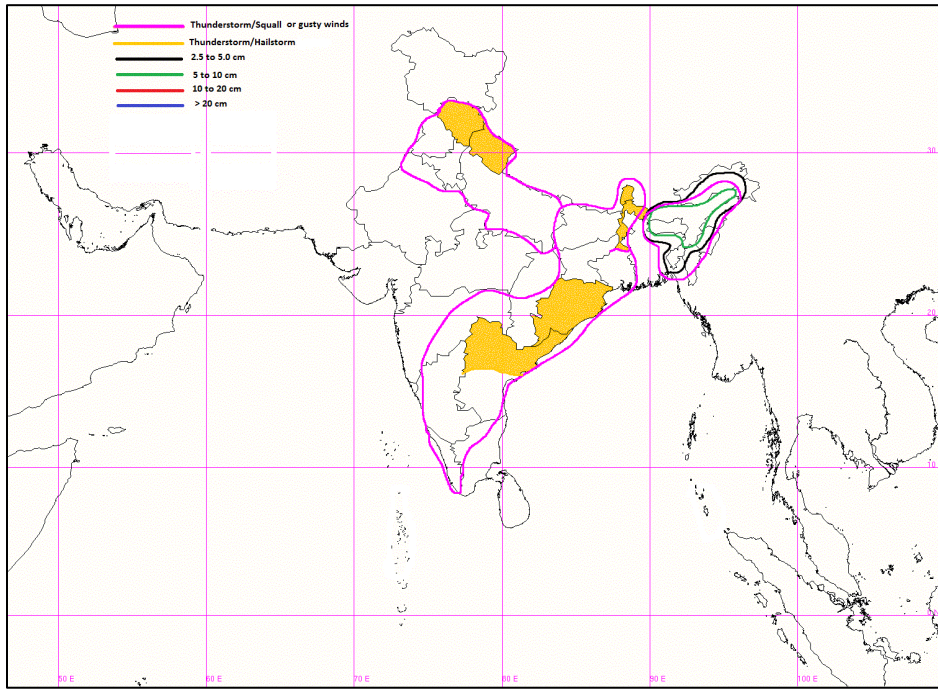 Thunderstorm/Squall or gusty winds
Thunderstorm/Hailstorm
2.5 to 5.0 cm
5 to 10 cm
10 to 20 cm
> 20 cm
30
20
10
50 E
60 E
70 E
80 E
90 E
100 E